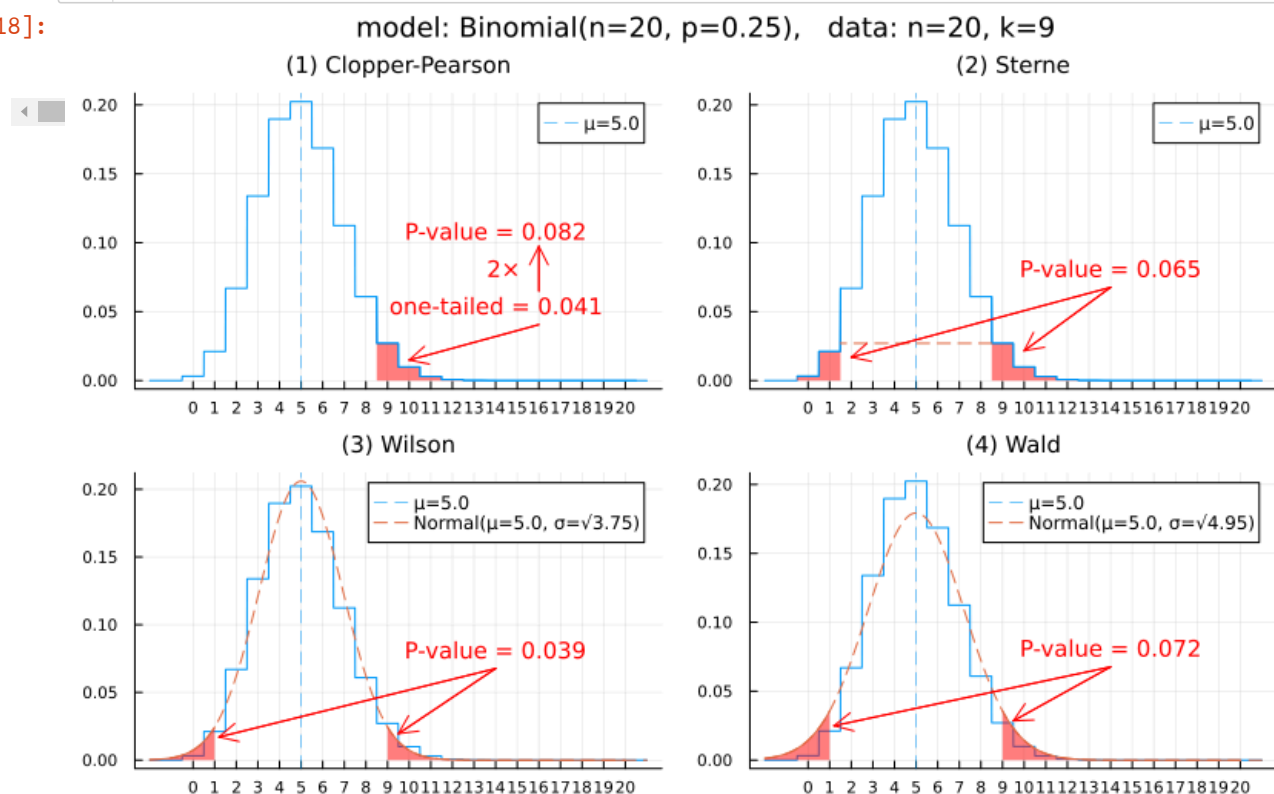 18]:
model: Binomial(n=20, p=0.25),   data: n=20, k=9
(1) Clopper-Pearson
0.20
0.15
0.10
0.05
0.00
μ=5.0
P-value = 0.082
2×
one-tailed = 0.041
0 1 2 3 4 5 6 7 8 9 10 11 12 13 14 15 16 17 18 19 20
(2) Sterne
0.20
0.15
0.10
0.05
0.00
μ=5.0
P-value = 0.065
0 1 2 3 4 5 6 7 8 9 10 11 12 13 14 15 16 17 18 19 20
(3) Wilson
0.20
0.15
0.10
0.05
0.00
μ=5.0
Normal(μ=5.0, σ=√3.75)
P-value = 0.039
0 1 2 3 4 5 6 7 8 9 10 11 12 13 14 15 16 17 18 19 20
(4) Wald
0.20
0.15
0.10
0.05
0.00
μ=5.0
Normal(μ=5.0, σ=√4.95)
P-value = 0.072
0 1 2 3 4 5 6 7 8 9 10 11 12 13 14 15 16 17 18 19 20